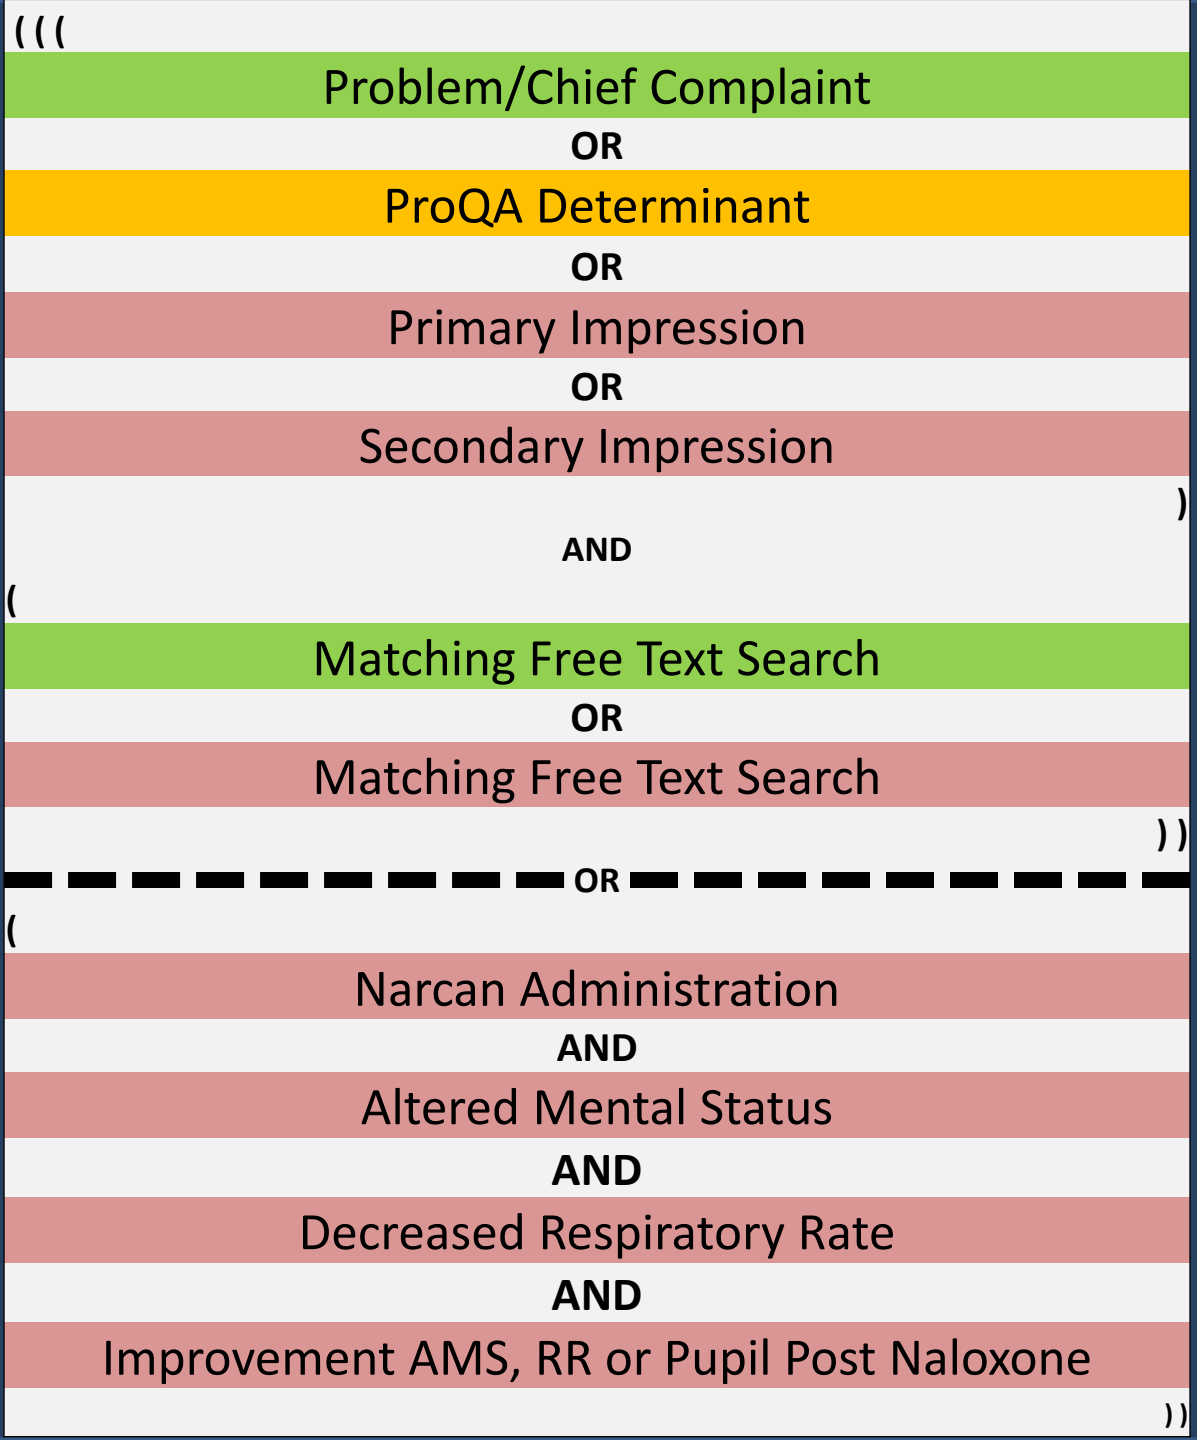 ( ( (
Problem/Chief Complaint
OR
ProQA Determinant
OR
Primary Impression
OR
Secondary Impression
)
AND
(
Matching Free Text Search
OR
Matching Free Text Search
) )
OR
(
Narcan Administration
AND
Altered Mental Status
AND
Decreased Respiratory Rate
AND
Improvement AMS, RR or Pupil Post Naloxone
) )